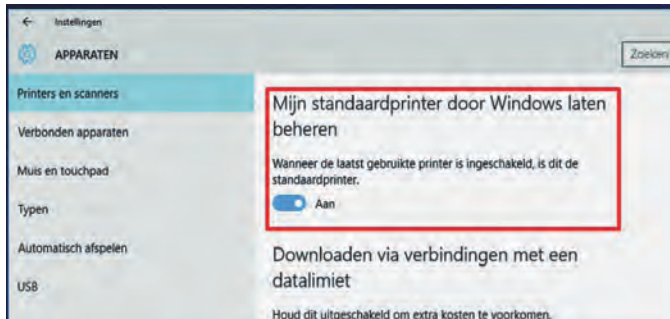 Instellingen
APPARATEN
Zoeken
Printers en scanners
Verbonden apparaten
Muis en touchpad
Typen
Automatisch afspelen
USB
Mijn standaardprinter door Windows laten
beheren
Wanneer de laatst gebruikte printer is ingeschakeld, is dit de
standaardprinter.
Aan
Downloaden via verbindingen met een
datalimiet
Houd dit uitgeschakeld om extra kosten te voorkomen.